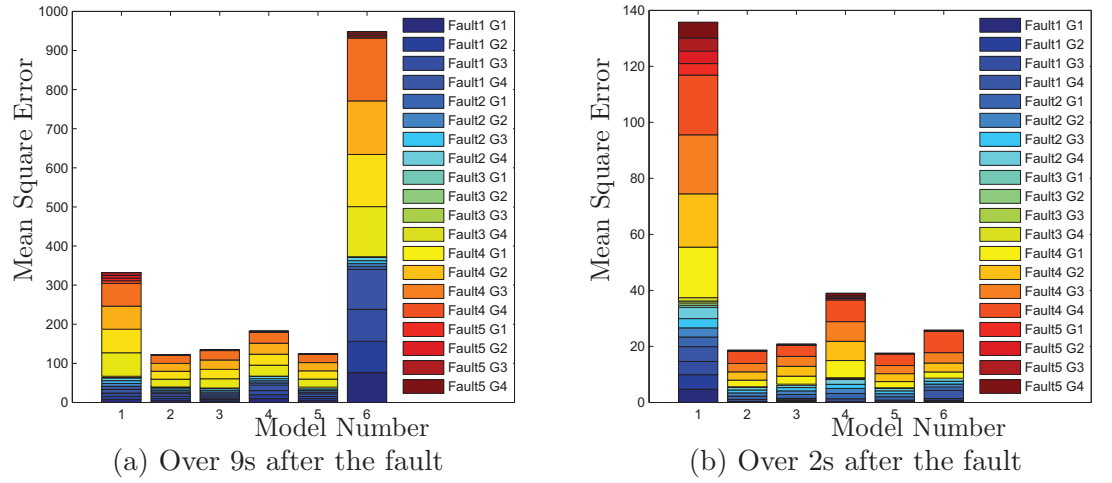 1000
900
800
700
600
500
400
300
200
100
0
Mean Square Error
1 2 3 4 5 6
Model Number
Fault1 G1
Fault1 G2
Fault1 G3
Fault1 G4
Fault2 G1
Fault2 G2
Fault2 G3
Fault2 G4
Fault3 G1
Fault3 G2
Fault3 G3
Fault3 G4
Fault4 G1
Fault4 G2
Fault4 G3
Fault4 G4
Fault5 G1
Fault5 G2
Fault5 G3
Fault5 G4
(a) Over 9s after the fault
140
120
100
80
60
40
20
0
Mean Square Error
1 2 3 4 5 6
Model Number
Fault1 G1
Fault1 G2
Fault1 G3
Fault1 G4
Fault2 G1
Fault2 G2
Fault2 G3
Fault2 G4
Fault3 G1
Fault3 G2
Fault3 G3
Fault3 G4
Fault4 G1
Fault4 G2
Fault4 G3
Fault4 G4
Fault5 G1
Fault5 G2
Fault5 G3
Fault5 G4
(b) Over 2s after the fault